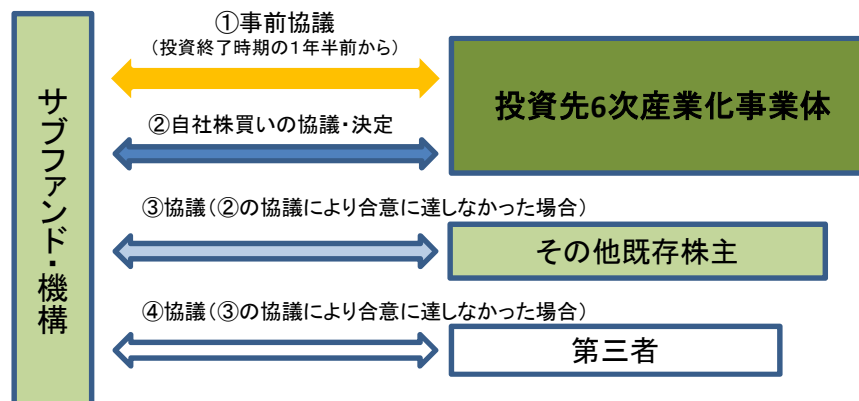 サブファンド・機構
①事前協議
（投資終了時期の１年半前から）
②自社株買いの協議・決定
投資先6次産業化事業体
③協議（②の協議により合意に達しなかった場合）
その他既存株主
④協議（③の協議により合意に達しなかった場合）
第三者